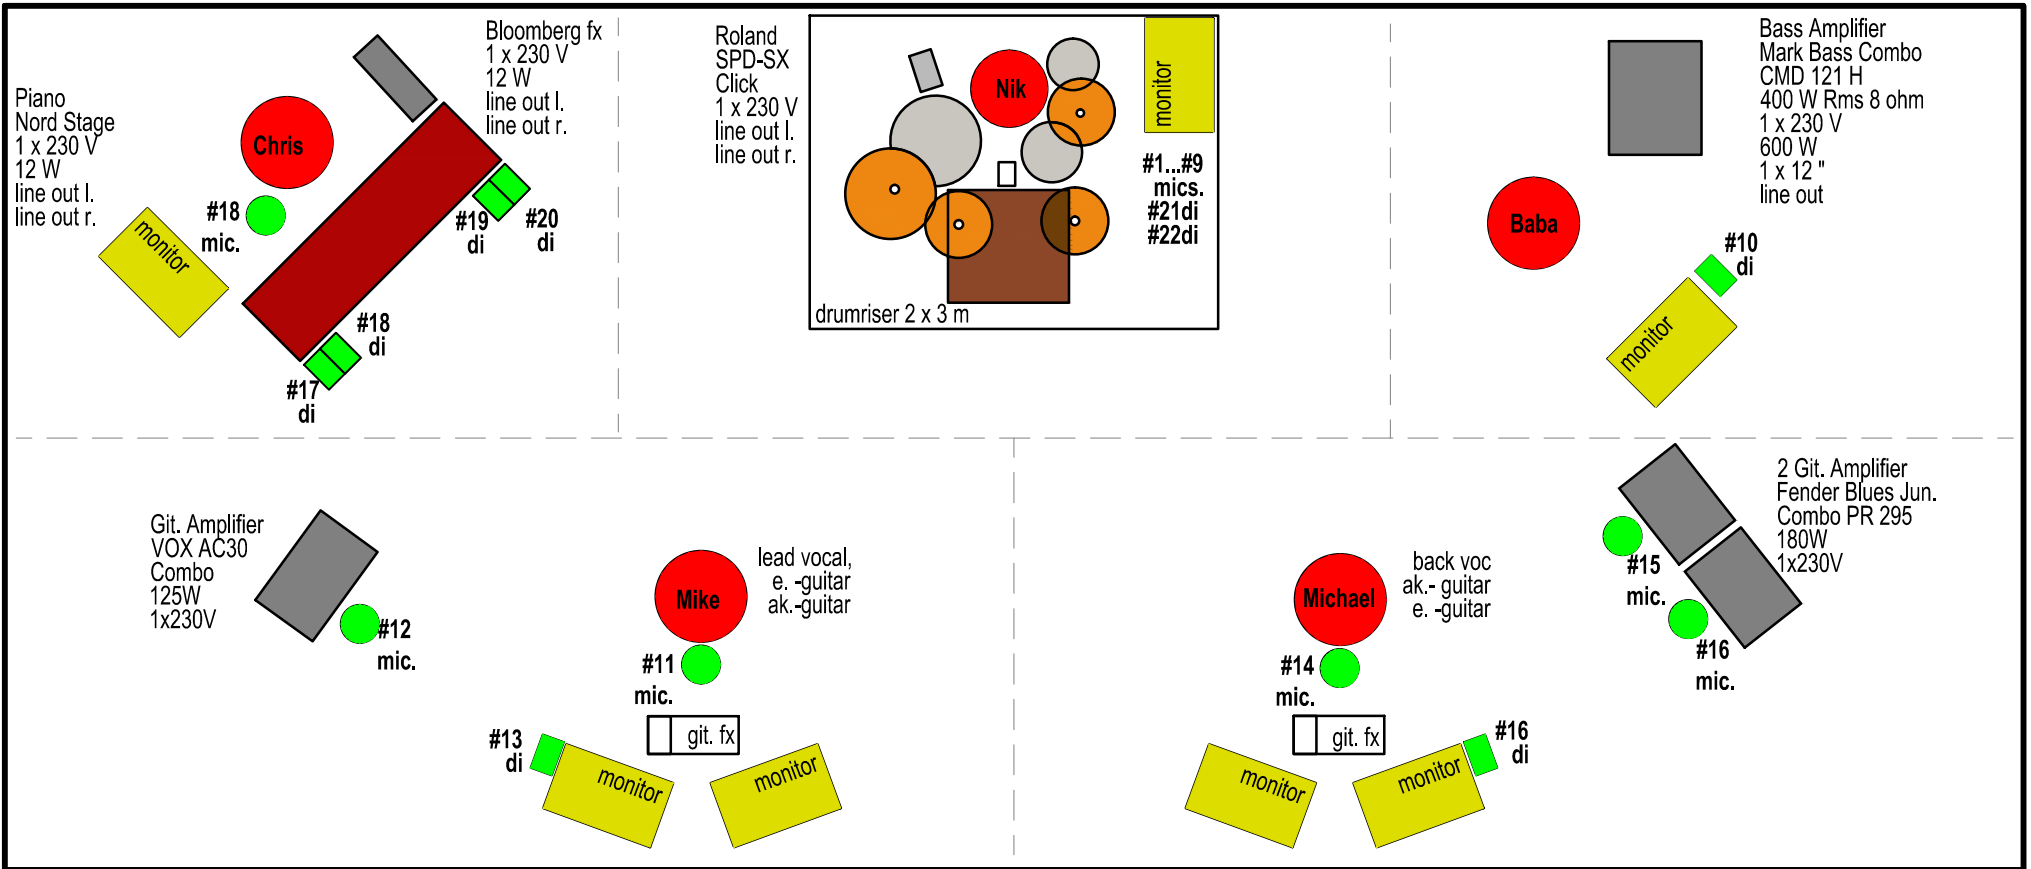 Piano
Nord Stage
1 x 230 V
12 W
line out l.
line out r.
Chris
#18
mic.
monitor
Bloomberg fx
1 x 230 V
12 W
line out l.
line out r.
#19
di
#20
di
#18
di
#17
di
Roland
SPD-SX
Click
1 x 230 V
line out l.
line out r.
Nik
monitor
#1...#9
mics.
#21di
#22di
drumriser 2 x 3 m
Bass Amplifier
Mark Bass Combo
CMD 121 H
400 W Rms 8 ohm
1 x 230 V
600 W
1 x 12 "
line out
Baba
#10
di
monitor
Git. Amplifier
VOX AC30
Combo
125W
1x230V
#12
mic.
Mike
lead vocal,
e. -guitar
ak.-guitar
#11
mic.
git. fx
#13
di
monitor
monitor
Michael
back voc
ak.- guitar
e. -guitar
#14
mic.
git. fx
monitor
monitor
#16
di
2 Git. Amplifier
Fender Blues Jun.
Combo PR 295
180W
1x230V
#15
mic.
#16
mic.